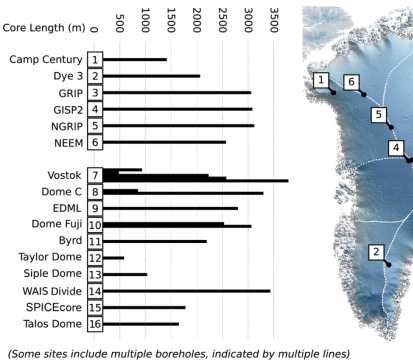 Core Length (m) 0 500 1000 1500 2000 2500 3000 3500
Camp Century 1
Dye 3 2
GRIP 3
GISP2 4
NGRIP 5
NEEM 6
Vostok 7
Dome C 8
EDML 9
Dome Fuji 10
Byrd 11
Taylor Dome 12
Siple Dome 13
WAIS Divide 14
SPICEcore 15
Talos Dome 16
1 6
5
4
2
(Some sites include multiple boreholes, indicated by multiple lines)